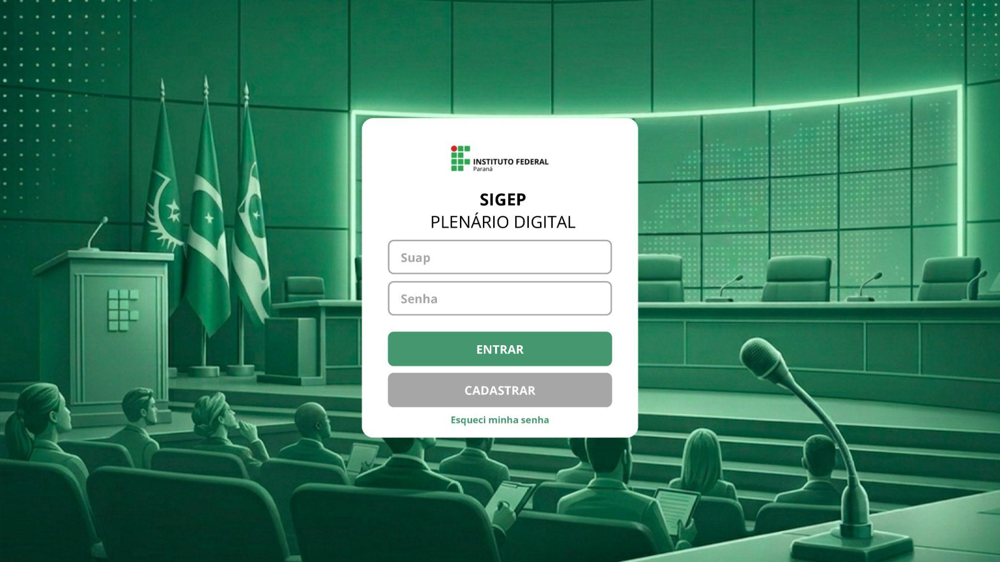 INSTITUTO FEDERAL
Paraná
SIGEP
PLENÁRIO DIGITAL
Suap
Senha
ENTRAR
CADASTRAR
Esqueci minha senha